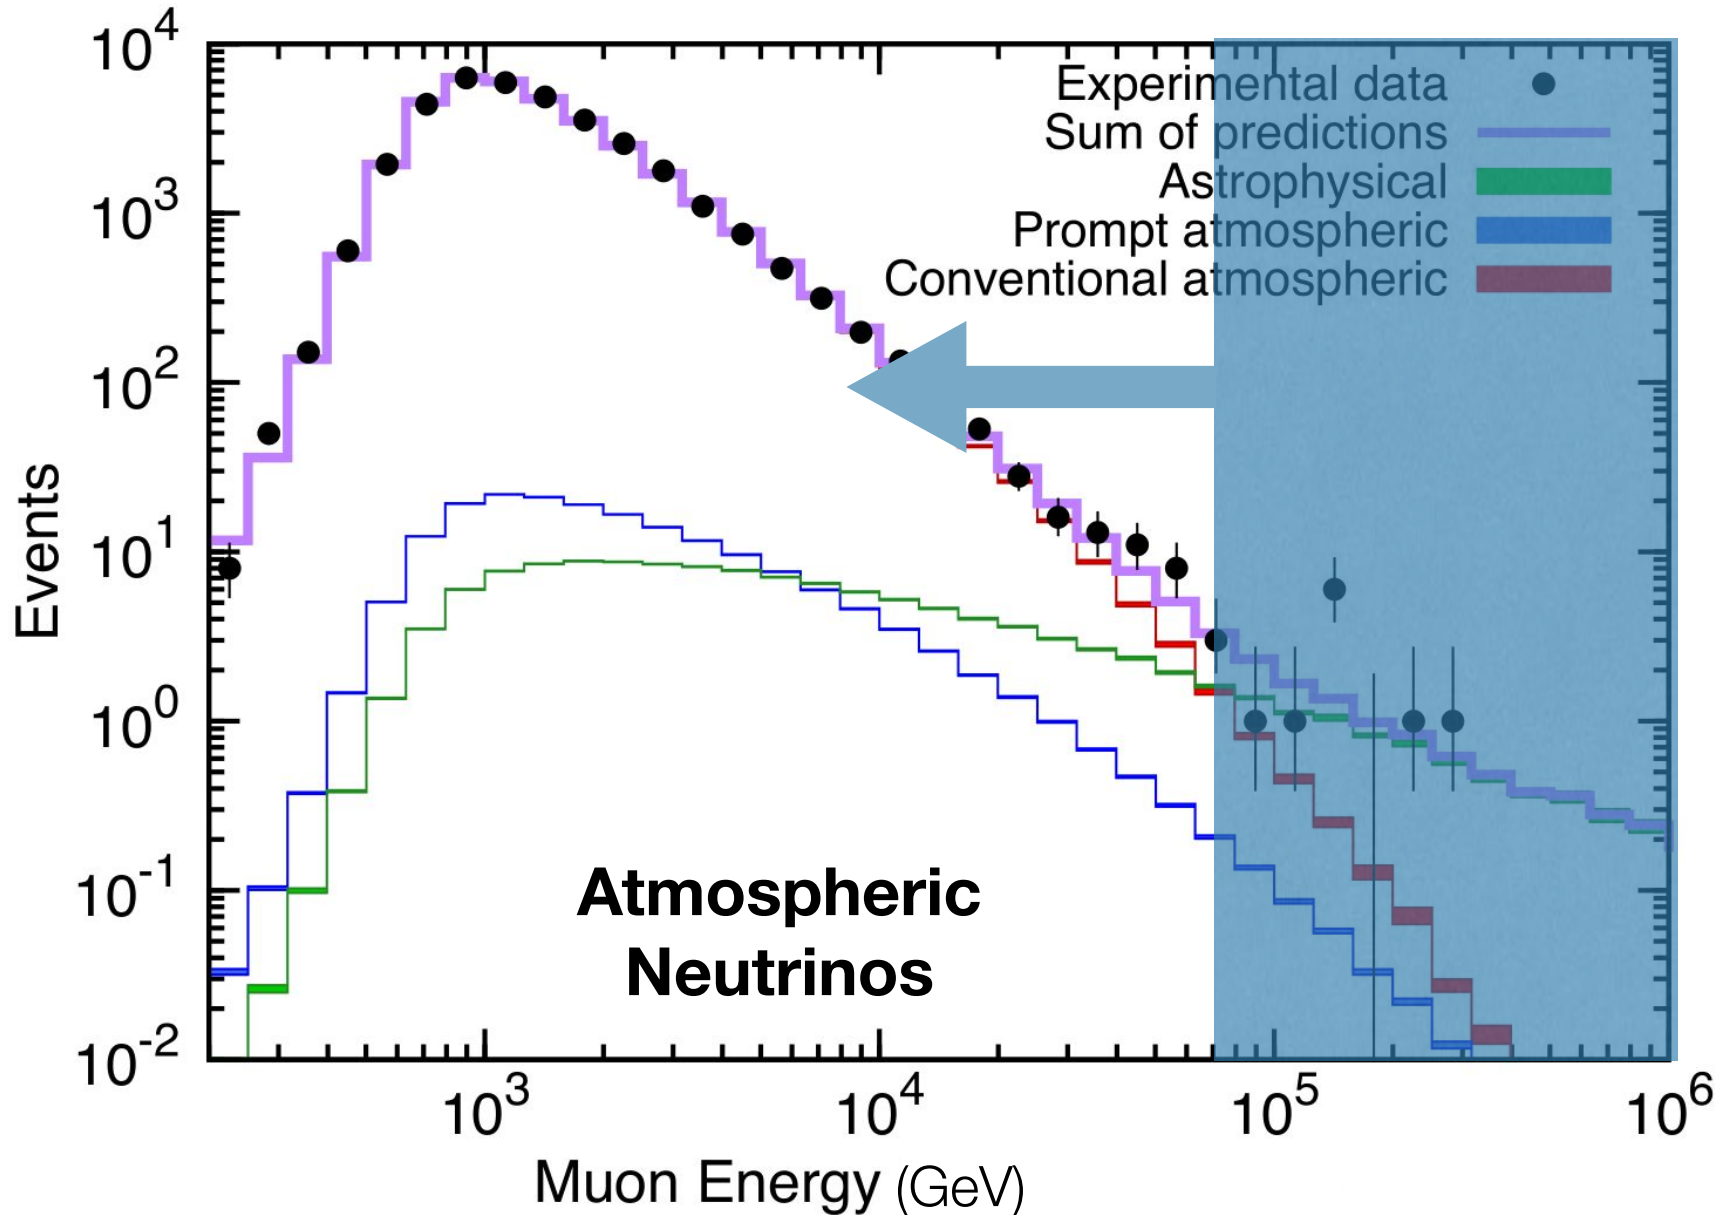 10^4
10^3
10^2
10^1
10^0
10^-1
10^-2
Events
Experimental data
Sum of predictions
Astrophysical
Prompt atmospheric
Conventional atmospheric
Atmospheric
Neutrinos
10^3 10^4 10^5 10^6
Muon Energy (GeV)